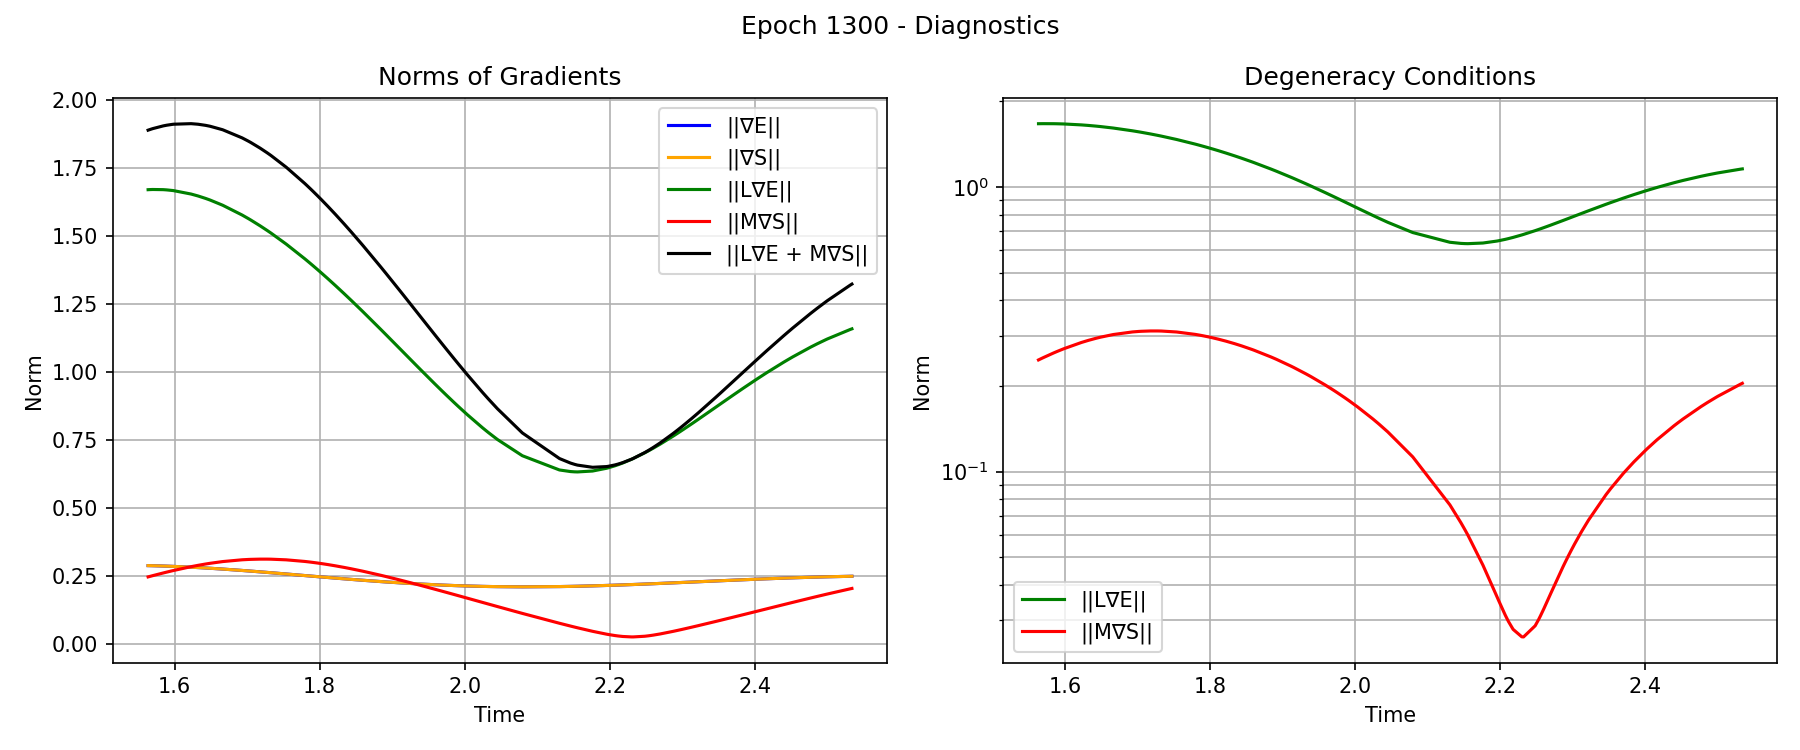 Epoch 1300 - Diagnostics
Norms of Gradients
2.00
1.75
1.50
1.25
1.00
0.75
0.50
0.25
0.00
Norm
||∇E||
||∇S||
||L∇E||
||M∇S||
||L∇E + M∇S||
1.6 1.8 2.0 2.2 2.4
Time
Degeneracy Conditions
10⁰
10⁻¹
Norm
||L∇E||
||M∇S||
1.6 1.8 2.0 2.2 2.4
Time